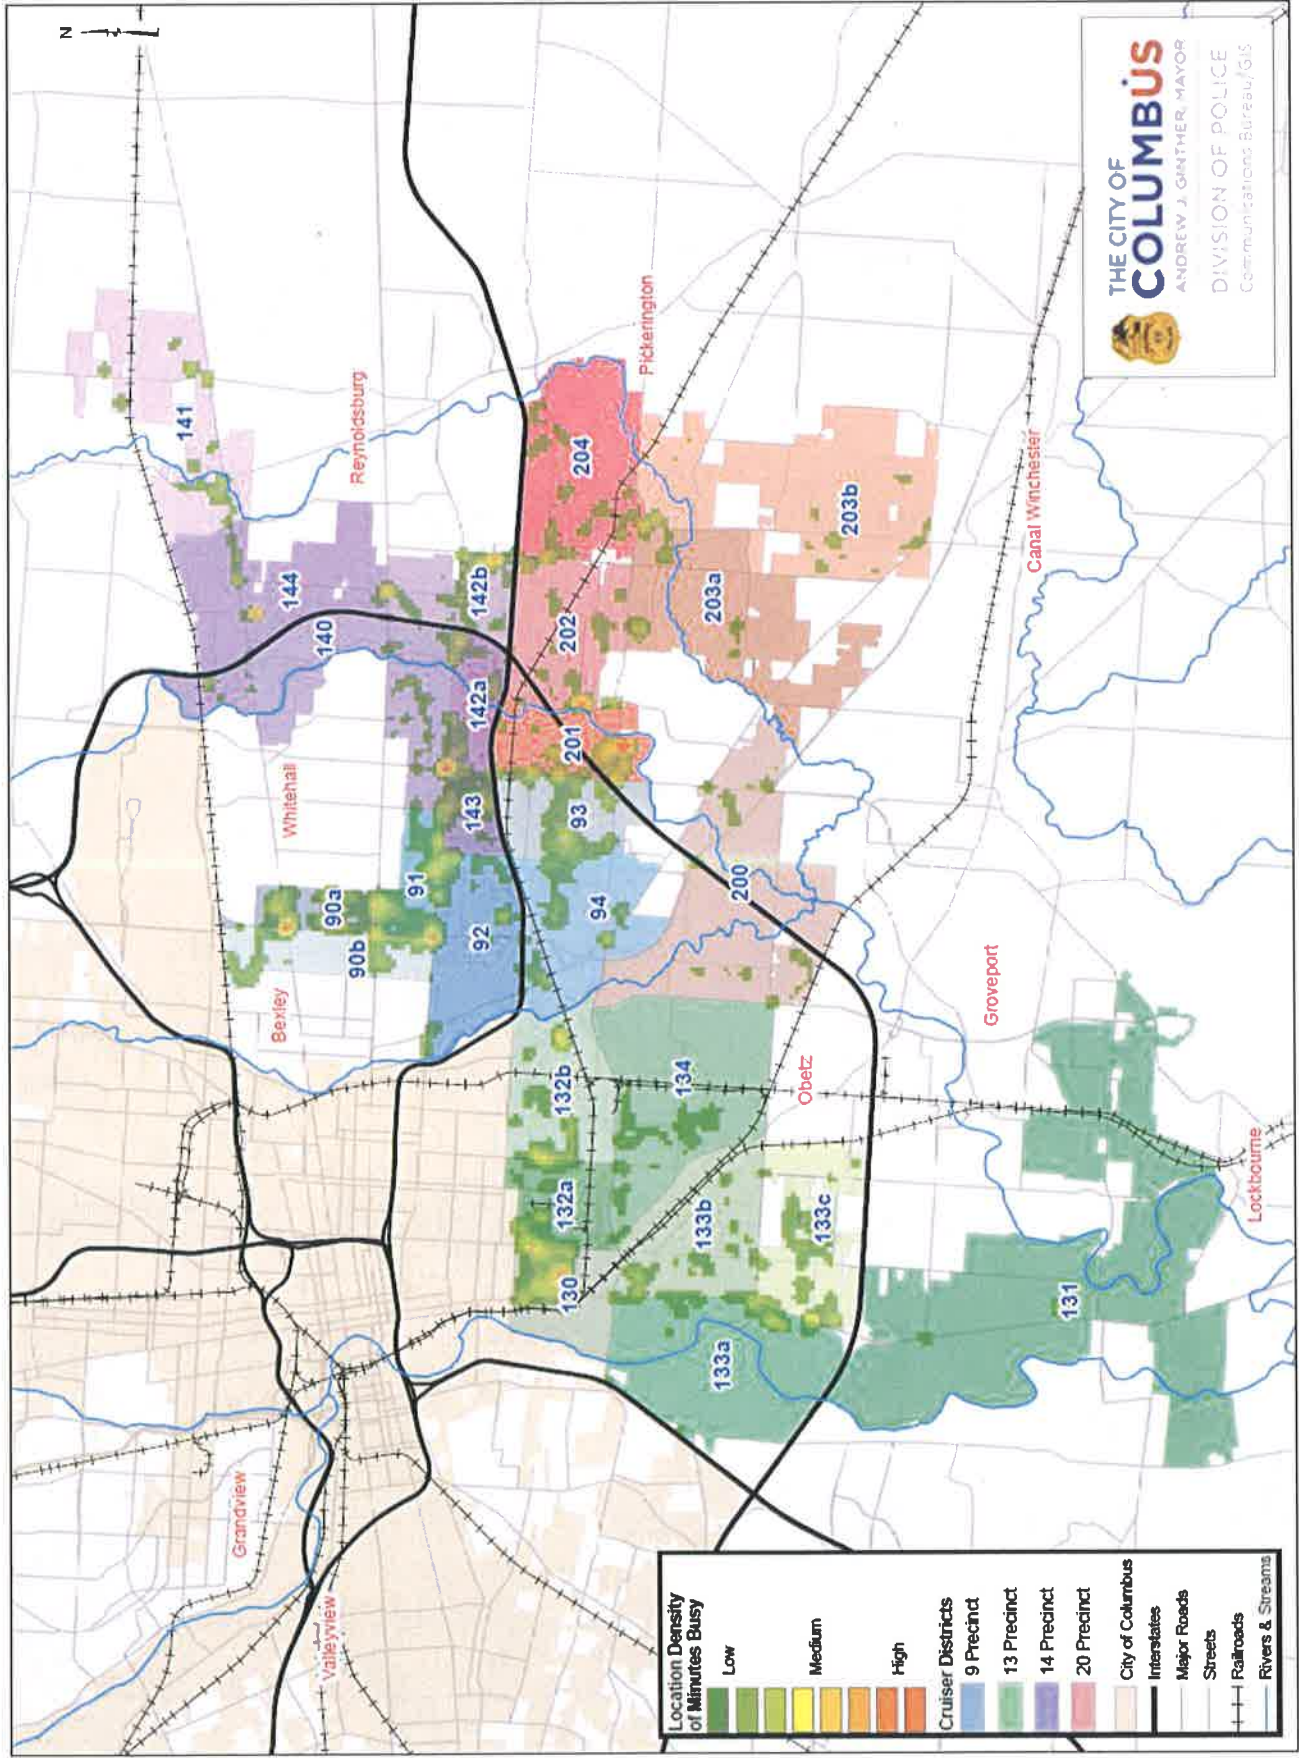 N
THE CITY OF
COLUMBUS
ANDREW J. GINTHER, MAYOR
DIVISION OF POLICE
Communications Bureau/GIS
141
Reynoldsburg
144
140
142b
142a
143
Whitehall
204
Pickerington
202
201
203a
203b
Canal Winchester
93
91
90a
90b
92
94
200
Bexley
Groveport
132b
134
Obetz
132a
133b
133c
130
133a
131
Lockbourne
Grandview
Valleyview
Location Density
of Minutes Busy
Low
Medium
High
Cruiser Districts
9 Precinct
13 Precinct
14 Precinct
20 Precinct
City of Columbus
Interstates
Major Roads
Streets
Railroads
Rivers & Streams